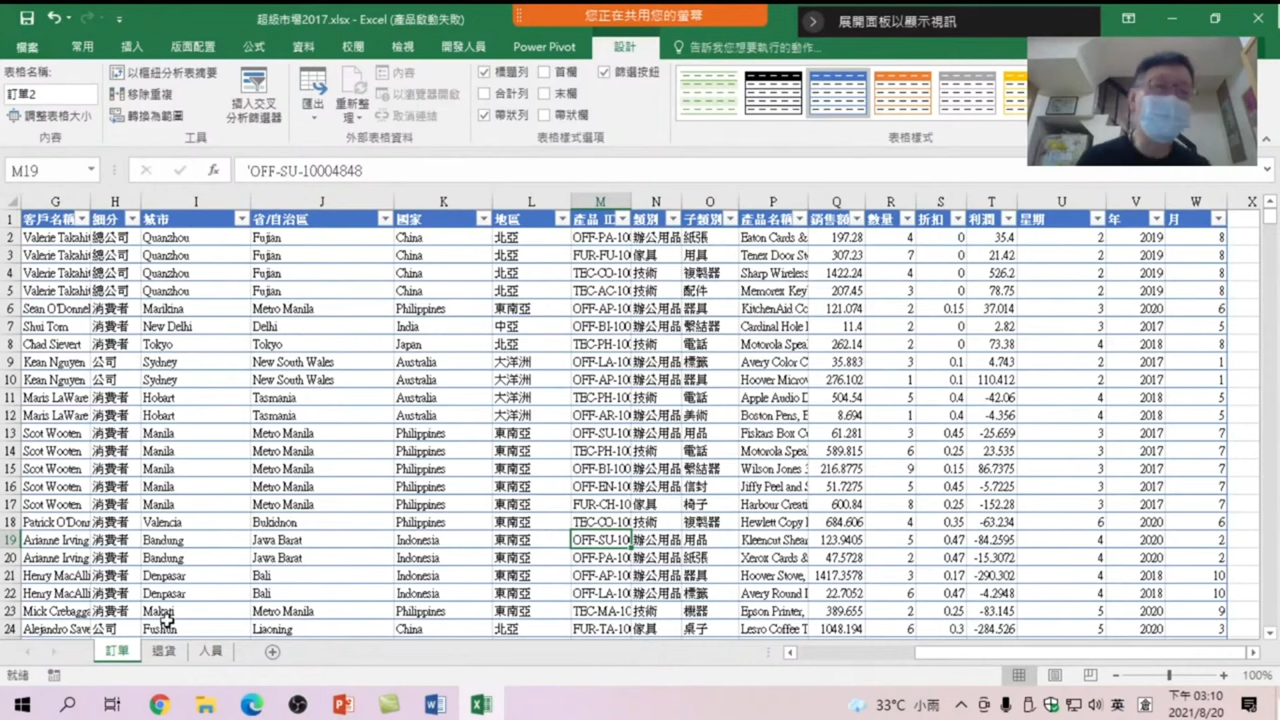 超級市場2017.xlsx - Excel (產品啟動失敗)
您正在共用您的螢幕
展開面板以顯示視訊
檔案 常用 插入 版面配置 公式 資料 校閱 檢視 開發人員 Power Pivot 設計 告訴我您想要執行的動作...
表格名稱:
訂單2
調整表格大小
內容
以樞紐分析表摘要
移除重複
轉換為範圍
插入交叉
分析篩選器
工具
匯出
重新整
理
內容
以瀏覽器開啟
取消連結
外部表格資料
標題列 首欄 篩選按鈕
合計列 末欄
帶狀列 帶狀欄
表格樣式選項
表格樣式
M19 fx 'OFF-SU-10004848
G H I J K L M N O P Q R S T U V W X
1 客戶名稱 細分 城市 省/自治區 國家 地區 產品 ID 類別 子類別 產品名稱 銷售額 數量 折扣 利潤 星期 年 月
2 Valerie Takahit 總公司 Quanzhou Fujian China 北亞 OFF-PA-100 辦公用品 紙張 Eaton Cards & 197.28 4 0 35.4 2 2019 8
3 Valerie Takahit 總公司 Quanzhou Fujian China 北亞 FUR-FU-10 傢具 用具 Tenex Door St 307.23 7 0 21.42 2 2019 8
4 Valerie Takahit 總公司 Quanzhou Fujian China 北亞 TEC-CO-10 技術 複製器 Sharp Wireless 1422.24 4 0 526.2 2 2019 8
5 Valerie Takahit 總公司 Quanzhou Fujian China 北亞 TEC-AC-10 技術 配件 Memorex Key 207.45 3 0 78.75 2 2019 8
6 Sean O'Donnel 消費者 Marikina Metro Manila Philippines 東南亞 OFF-AP-10 辦公用品 器具 KitchenAid Co 121.074 2 0.15 37.014 3 2020 6
7 Shui Tom 消費者 New Delhi Delhi India 中亞 OFF-BI-100 辦公用品 繫結器 Cardinal Hole 11.4 2 0 2.82 3 2017 5
8 Chad Sievert 消費者 Tokyo Tokyo Japan 北亞 TEC-PH-10 技術 電話 Motorola Spea 262.14 2 0 73.38 4 2018 5
9 Kean Nguyen 公司 Sydney New South Wales Australia 大洋洲 OFF-LA-10 辦公用品 標籤 Avery Color C 35.883 1 0.1 4.743 2 2017 1
10 Kean Nguyen 公司 Sydney New South Wales Australia 大洋洲 OFF-AP-10 辦公用品 器具 Hoover Microv 276.102 1 0.1 110.412 2 2017 1
11 Maris LaWare 消費者 Hobart Tasmania Australia 大洋洲 TEC-PH-10 技術 電話 Apple Audio D 504.54 5 0.4 -42.06 4 2018 5
12 Maris LaWare 消費者 Hobart Tasmania Australia 大洋洲 OFF-AR-10 辦公用品 美術 Boston Pens, E 8.694 1 0.4 -4.356 4 2018 5
13 Scot Wooten 消費者 Manila Metro Manila Philippines 東南亞 OFF-SU-10 辦公用品 用品 Fiskars Box C 61.281 3 0.45 -25.659 3 2017 7
14 Scot Wooten 消費者 Manila Metro Manila Philippines 東南亞 TEC-PH-10 技術 電話 Motorola Spea 589.815 6 0.25 23.535 3 2017 7
15 Scot Wooten 消費者 Manila Metro Manila Philippines 東南亞 OFF-BI-100 辦公用品 繫結器 Wilson Jones 216.8775 9 0.15 86.7375 3 2017 7
16 Scot Wooten 消費者 Manila Metro Manila Philippines 東南亞 OFF-EN-10 辦公用品 信封 Jiffy Peel and 51.7275 5 0.45 -5.7225 3 2017 7
17 Scot Wooten 消費者 Manila Metro Manila Philippines 東南亞 FUR-CH-10 傢具 椅子 Harbour Creati 600.84 8 0.25 -152.28 3 2017 7
18 Patrick O'Donn 消費者 Valencia Bukidnon Philippines 東南亞 TEC-CO-10 技術 複製器 Hewlett Copy 684.606 4 0.35 -63.234 6 2020 6
19 Arianne Irving 消費者 Bandung Jawa Barat Indonesia 東南亞 OFF-SU-10 辦公用品 用品 Kleencut Shear 123.9405 5 0.47 -84.2595 4 2020 2
20 Arianne Irving 消費者 Bandung Jawa Barat Indonesia 東南亞 OFF-PA-10 辦公用品 紙張 Xerox Cards & 47.5728 2 0.47 -15.3072 4 2020 2
21 Henry MacAlli 消費者 Denpasar Bali Indonesia 東南亞 OFF-AP-10 辦公用品 器具 Hoover Stove, 1417.3578 3 0.17 -290.302 4 2018 10
22 Henry MacAlli 消費者 Denpasar Bali Indonesia 東南亞 OFF-LA-10 辦公用品 標籤 Avery Round 22.7052 2 0.47 -4.2948 4 2018 10
23 Mick Crebagg 消費者 Makati Metro Manila Philippines 東南亞 TEC-MA-10 技術 機器 Epson Printer, 389.655 2 0.25 -83.145 5 2020 9
24 Alejandro Save 公司 Fushun Liaoning China 北亞 FUR-TA-10 傢具 桌子 Lesro Coffee T 1048.194 6 0.3 -284.526 5 2020 3
訂單 退貨 人員
就緒 100%
33°C 小雨 英
下午 03:10
2021/8/20